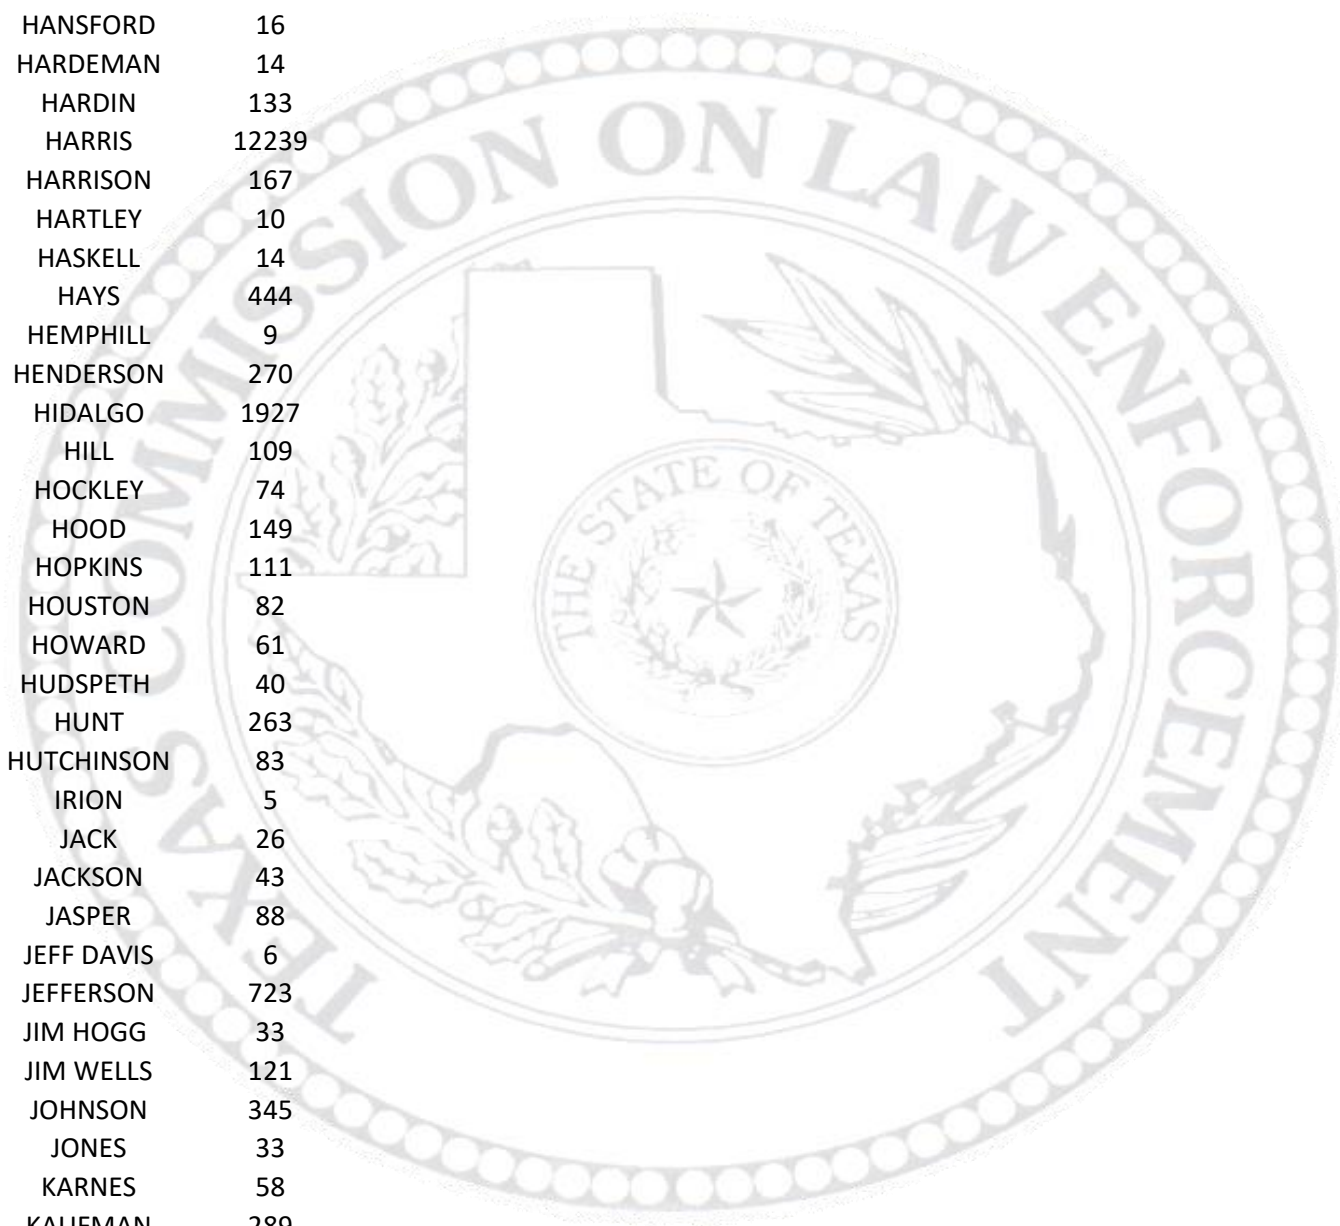 HANSFORD 16
HARDEMAN 14
HARDIN 133
HARRIS 12239
HARRISON 167
HARTLEY 10
HASKELL 14
HAYS 444
HEMPHILL 9
HENDERSON 270
HIDALGO 1927
HILL 109
HOCKLEY 74
HOOD 149
HOPKINS 111
HOUSTON 82
HOWARD 61
HUDSPETH 40
HUNT 263
HUTCHINSON 83
IRION 5
JACK 26
JACKSON 43
JASPER 88
JEFF DAVIS 6
JEFFERSON 723
JIM HOGG 33
JIM WELLS 121
JOHNSON 345
JONES 33
KARNES 58
KAUFMAN 289
TEXAS COMMISSION ON LAW ENFORCEMENT
THE STATE OF TEXAS